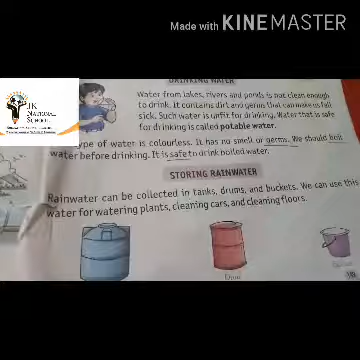 Made with KINEMASTER
DRINKING WATER
JK
NATIONAL
SCHOOL
Water from lakes, rivers and ponds is not clean enough
to drink. It contains dirt and germs that can make us fall
sick. Such water is unfit for drinking. Water that is safe
for drinking is called potable water.
type of water is colourless. It has no smell or germs. We should boil
water before drinking. It is safe to drink boiled water.
STORING RAINWATER
Rainwater can be collected in tanks, drums, and buckets. We can use this
water for watering plants, cleaning cars, and cleaning floors.
Drum